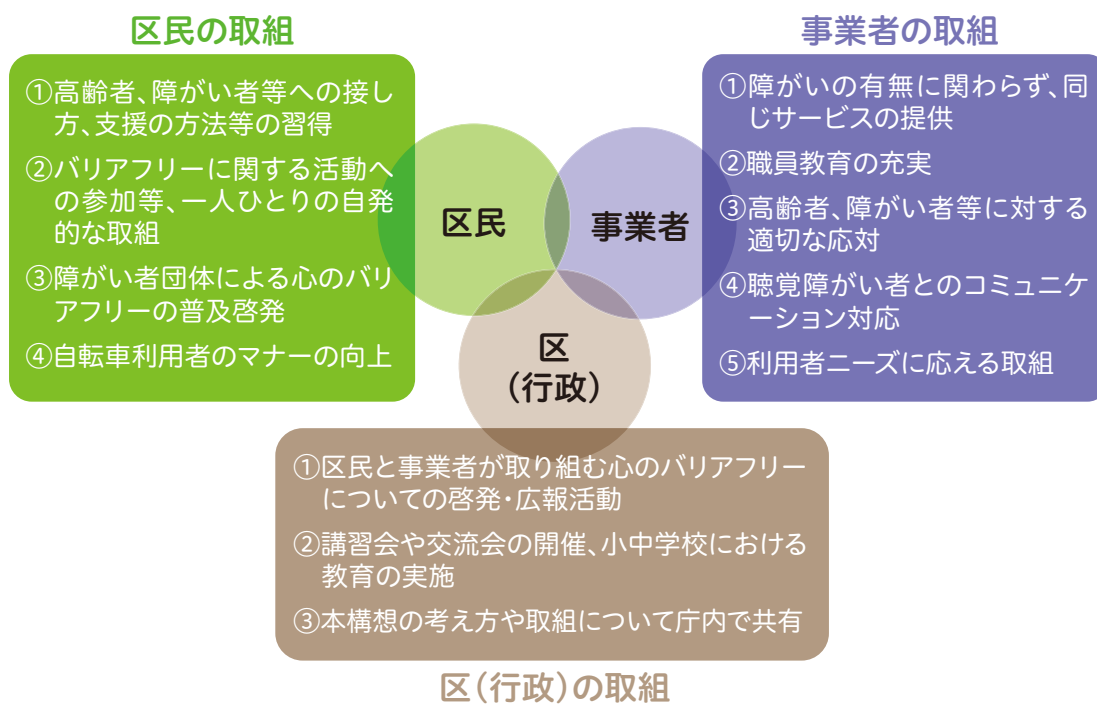 区民の取組
①高齢者、障がい者等への接し
方、支援の方法等の習得
②バリアフリーに関する活動へ
の参加等、一人ひとりの自発
的な取組
③障がい者団体による心のバリ
アフリーの普及啓発
④自転車利用者のマナーの向上
事業者の取組
①障がいの有無に関わらず、同
じサービスの提供
②職員教育の充実
③高齢者、障がい者等に対する
適切な応対
④聴覚障がい者とのコミュニケ
ーション対応
⑤利用者ニーズに応える取組
区民
事業者
区
(行政)
①区民と事業者が取り組む心のバリアフリー
についての啓発・広報活動
②講習会や交流会の開催、小中学校における
教育の実施
③本構想の考え方や取組について庁内で共有
区(行政)の取組